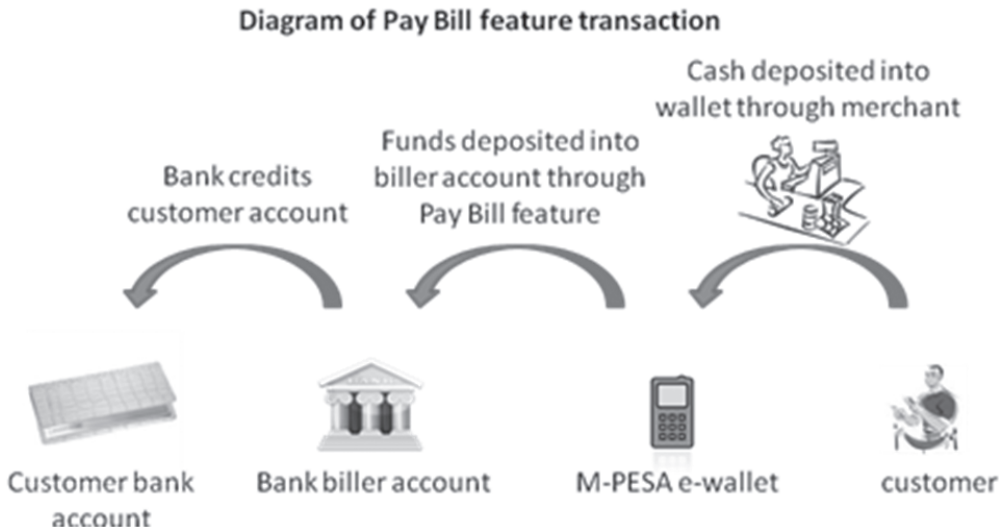 Diagram of Pay Bill feature transaction
Cash deposited into
wallet through merchant
Funds deposited into
biller account through
Pay Bill feature
Bank credits
customer account
Customer bank
account
Bank biller account
M-PESA e-wallet
customer